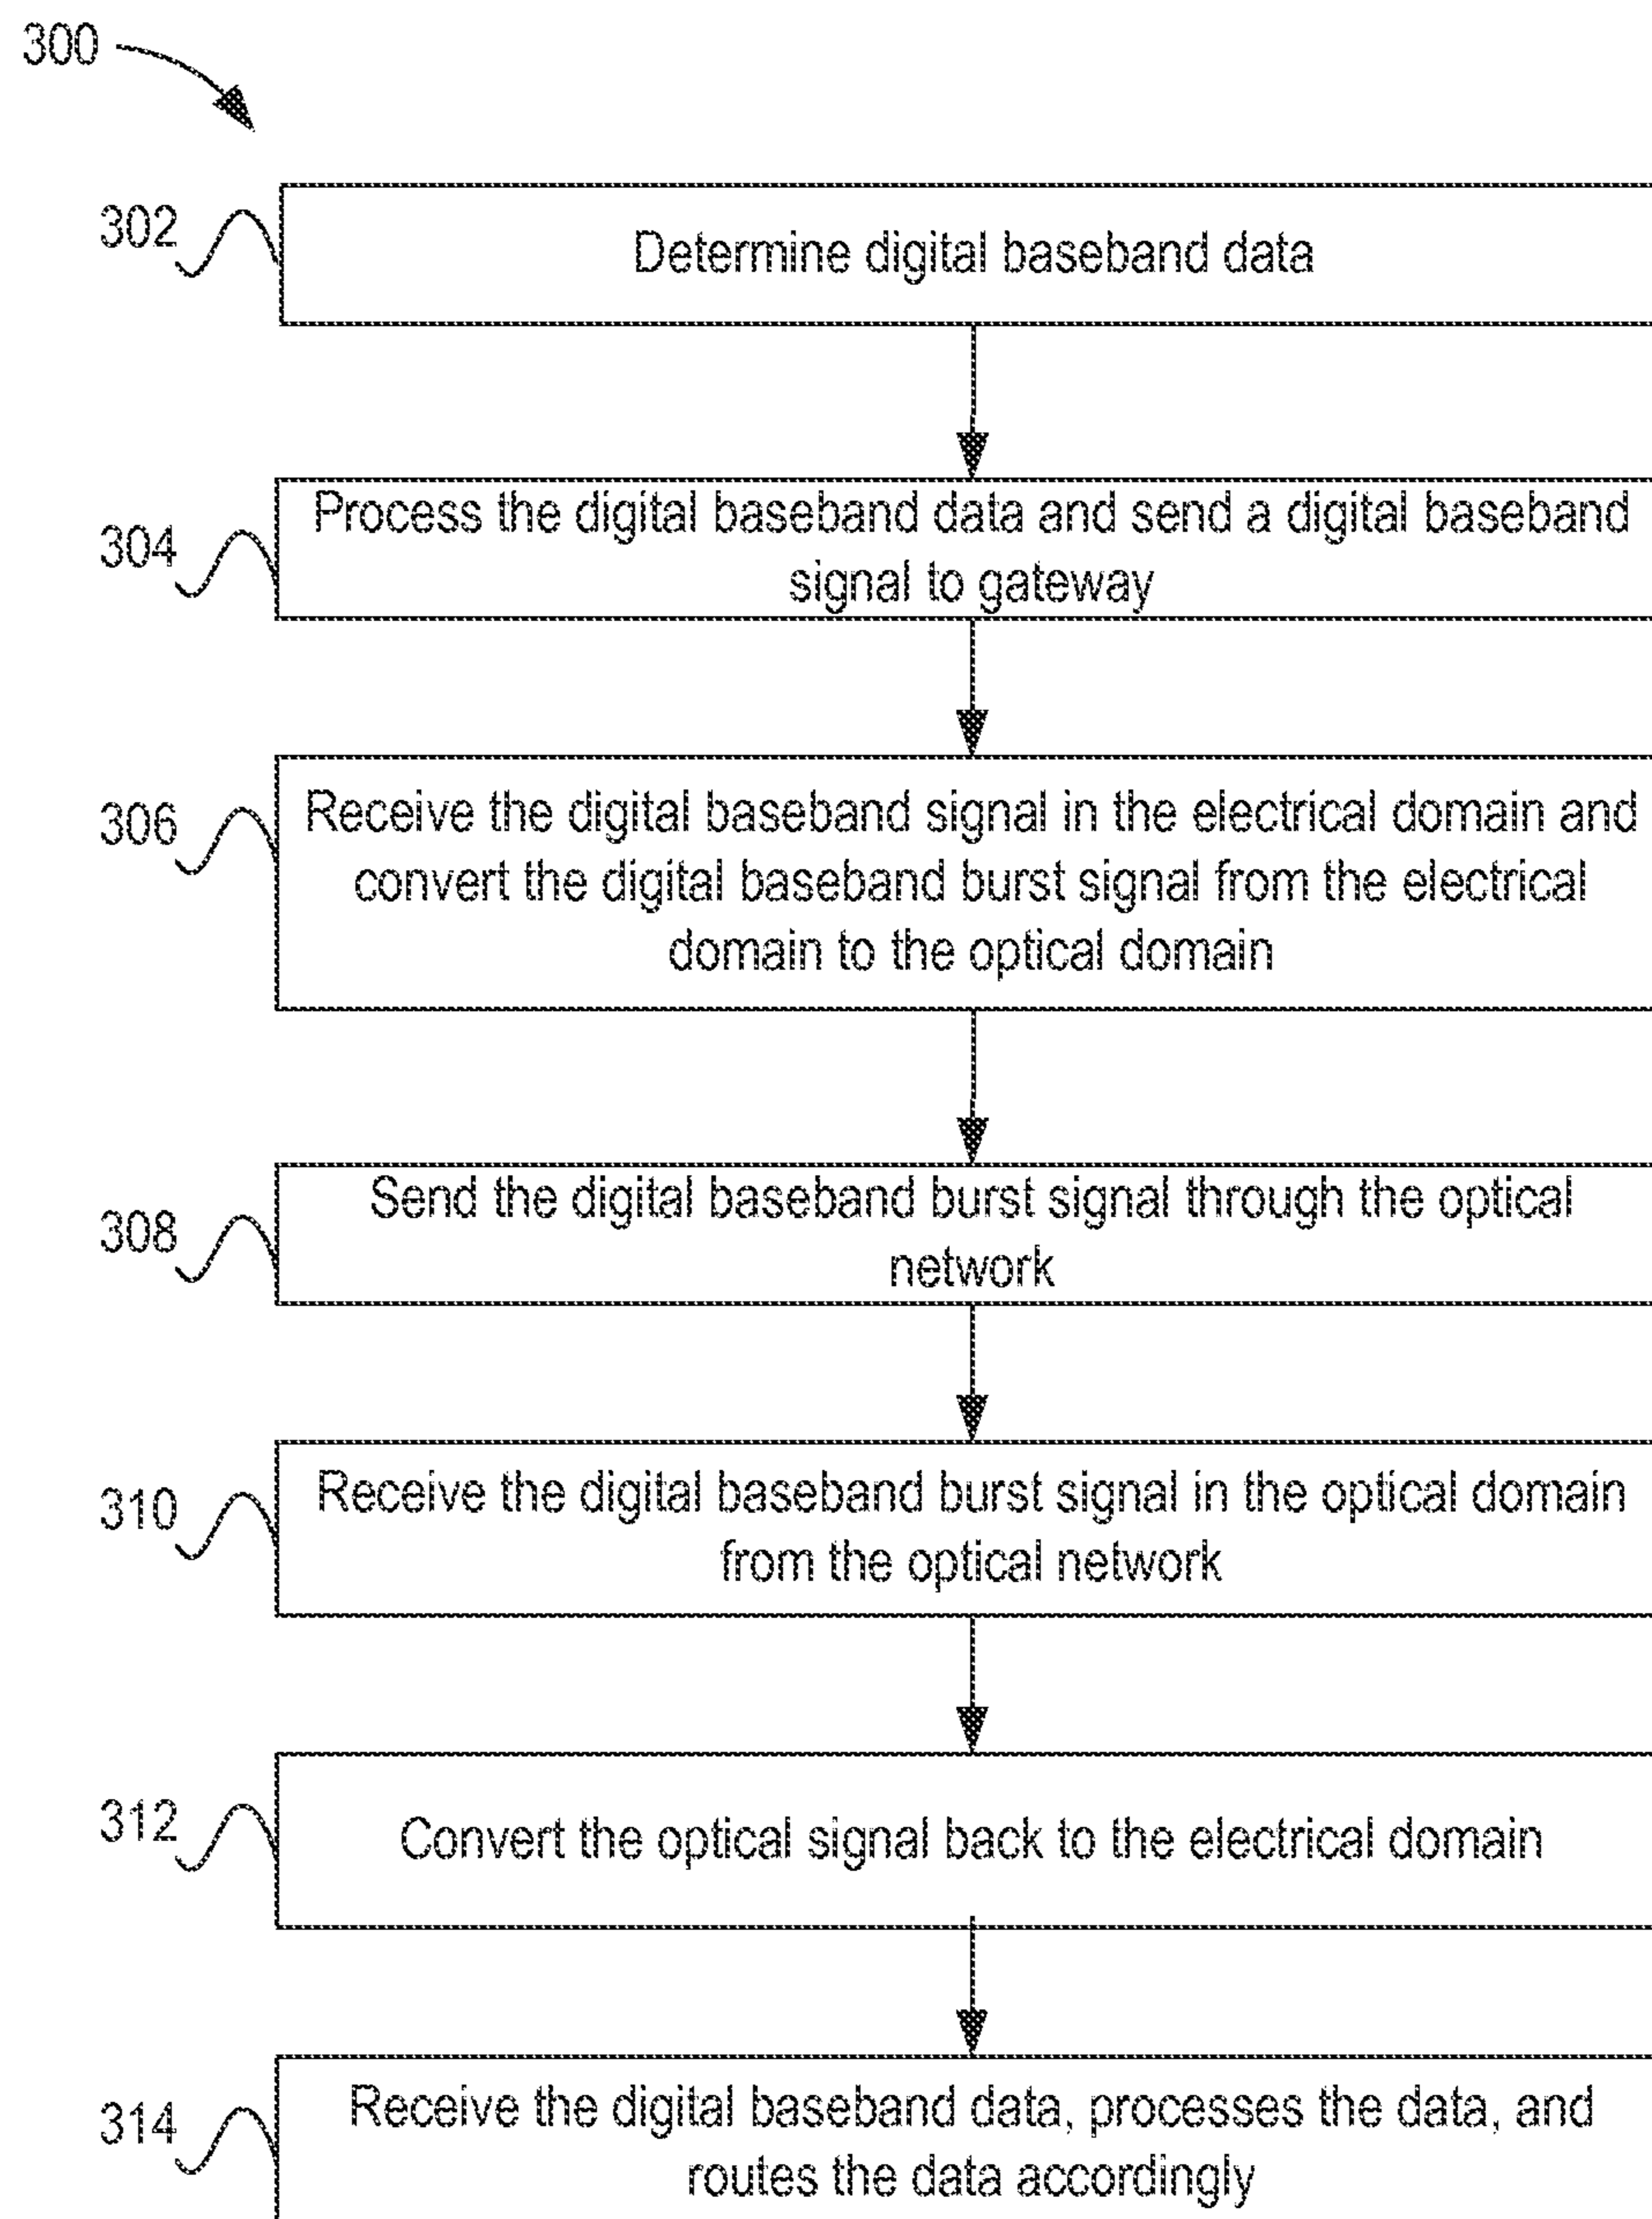 300
302
Determine digital baseband data
304
Process the digital baseband data and send a digital baseband
signal to gateway
306
Receive the digital baseband signal in the electrical domain and
convert the digital baseband burst signal from the electrical
domain to the optical domain
308
Send the digital baseband burst signal through the optical
network
310
Receive the digital baseband burst signal in the optical domain
from the optical network
312
Convert the optical signal back to the electrical domain
314
Receive the digital baseband data, processes the data, and
routes the data accordingly